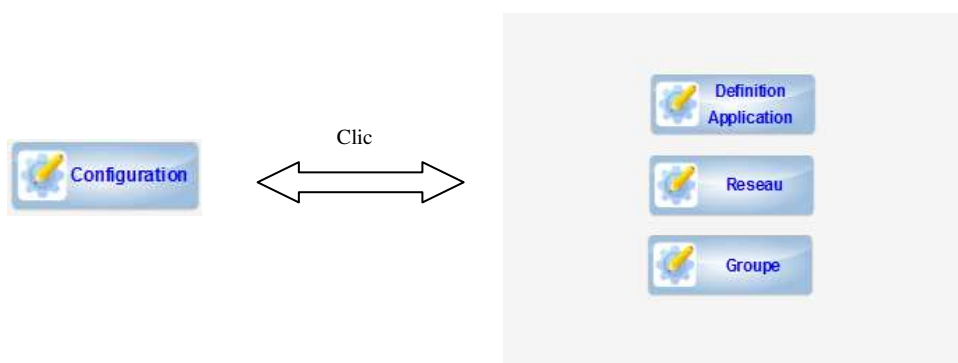 Configuration
Clic
Definition
Application
Reseau
Groupe